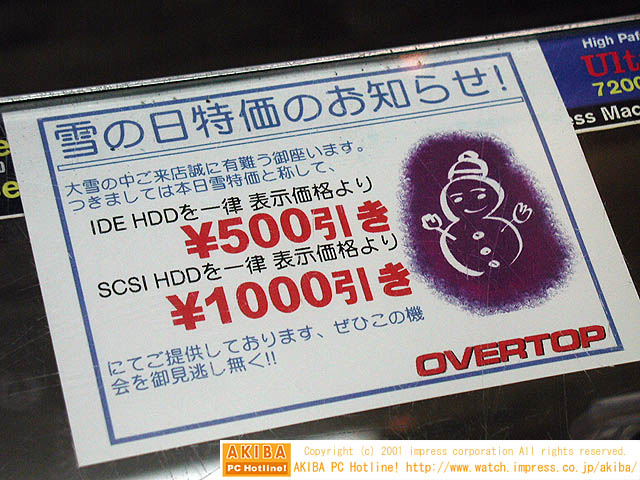 雪の日特価のお知らせ!
大雪の中ご来店誠に有難う御座います。
つきましては本日雪特価と称して、
IDE HDDを一律 表示価格より
¥500引き
SCSI HDDを一律 表示価格より
¥1000引き
にてご提供しております、ぜひこの機
会を御見逃し無く!!
OVERTOP
High Paf
Ult
7200
ss Mac
AKIBA
PC Hotline!
Copyright (c) 2001 impress corporation All rights reserved.
AKIBA PC Hotline! http://www.watch.impress.co.jp/akiba/